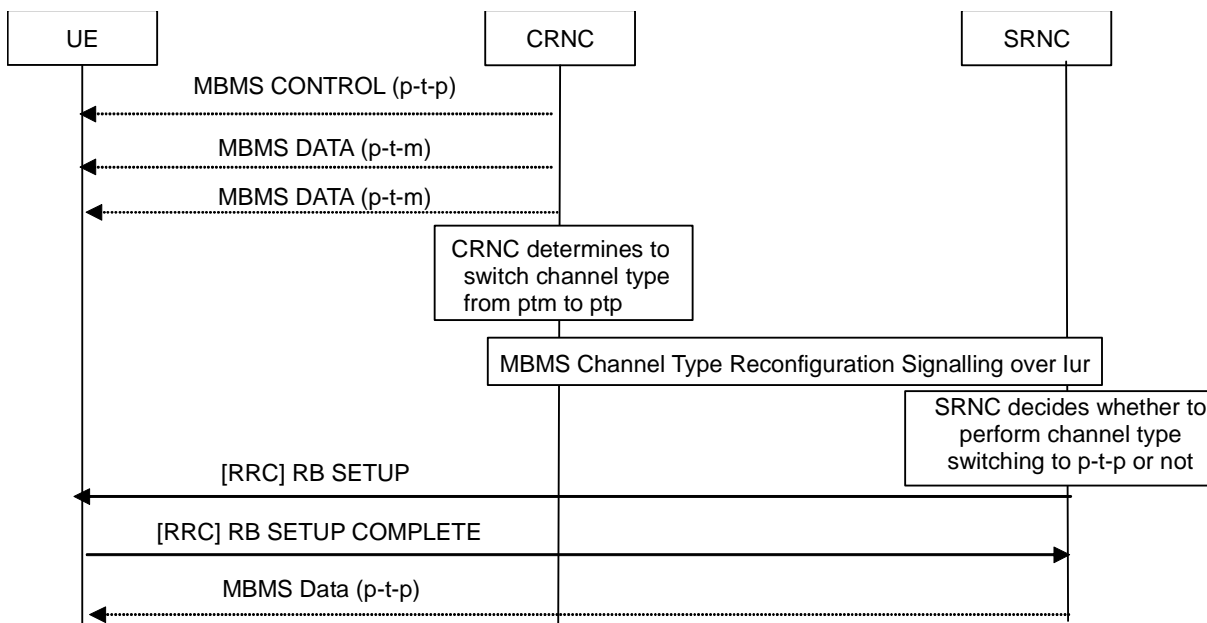 UE
CRNC
SRNC
MBMS CONTROL (p-t-p)
MBMS DATA (p-t-m)
MBMS DATA (p-t-m)
CRNC determines to
switch channel type
from ptm to ptp
MBMS Channel Type Reconfiguration Signalling over Iur
SRNC decides whether to
perform channel type
switching to p-t-p or not
[RRC] RB SETUP
[RRC] RB SETUP COMPLETE
MBMS Data (p-t-p)